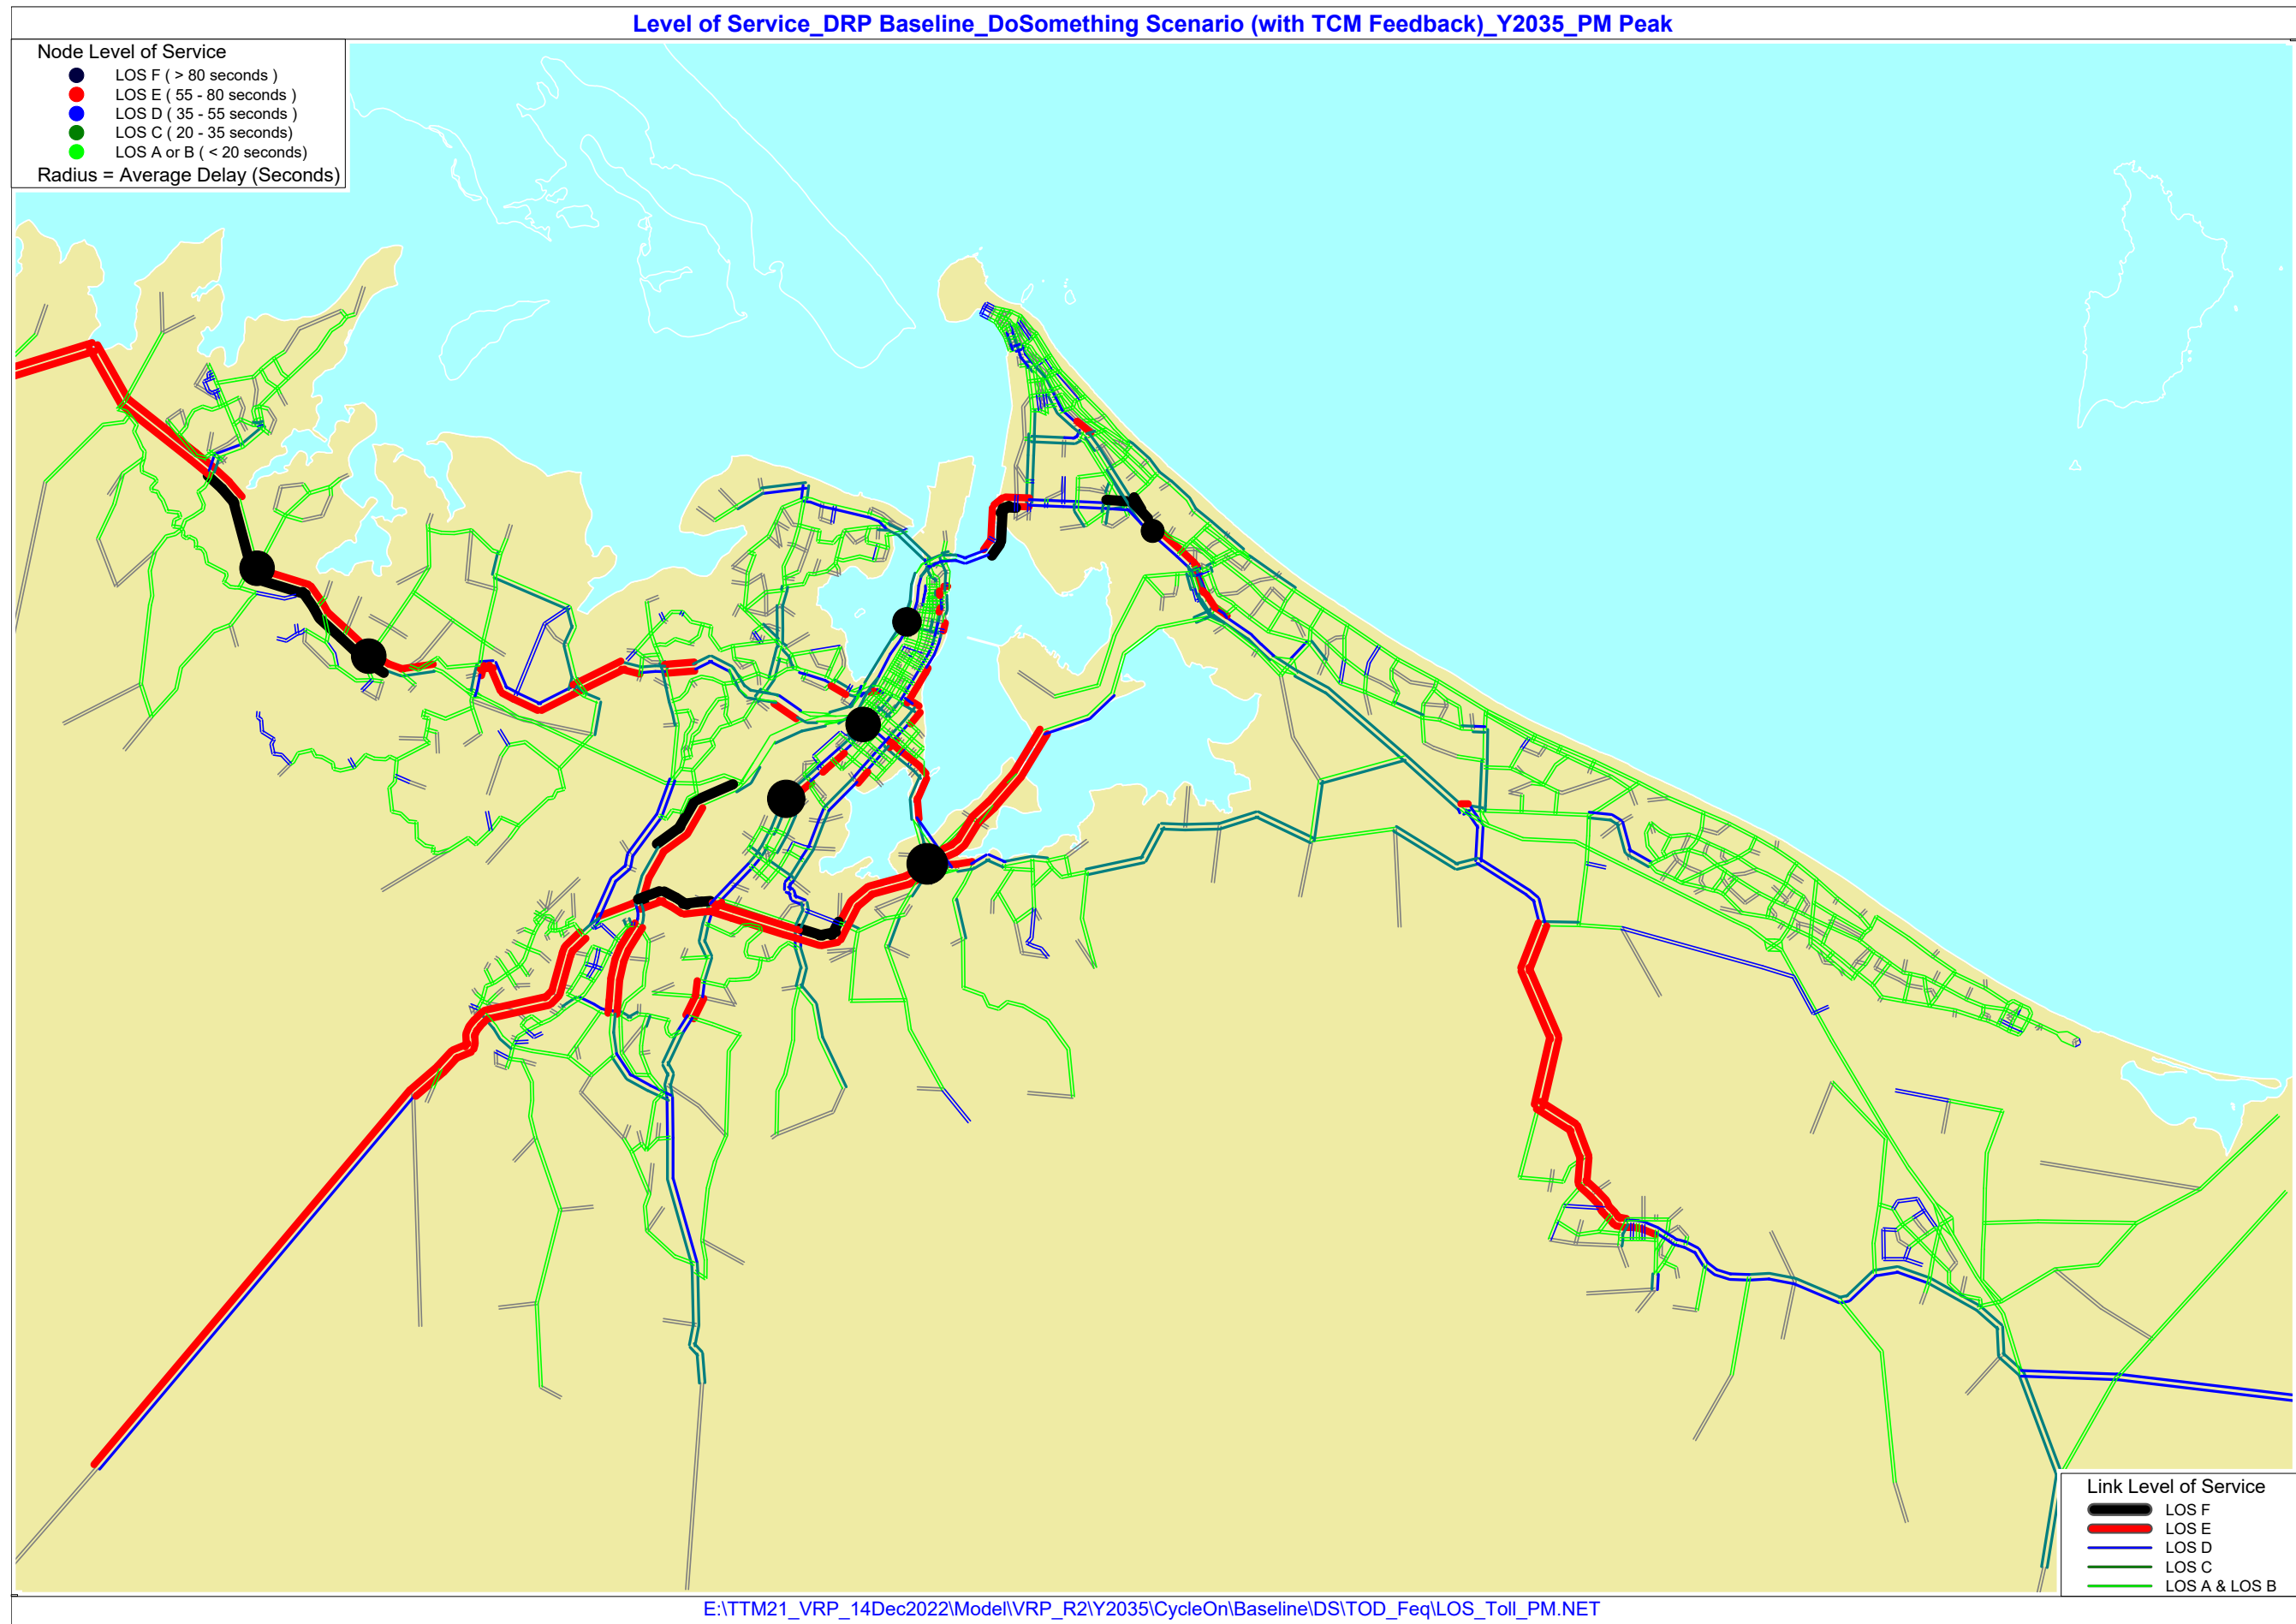 Level of Service_DRP Baseline_DoSomething Scenario (with TCM Feedback)_Y2035_PM Peak
Node Level of Service
LOS F ( > 80 seconds )
LOS E ( 55 - 80 seconds )
LOS D ( 35 - 55 seconds )
LOS C ( 20 - 35 seconds)
LOS A or B ( < 20 seconds)
Radius = Average Delay (Seconds)
Link Level of Service
LOS F
LOS E
LOS D
LOS C
LOS A & LOS B
E:\TTM21_VRP_14Dec2022\Model\VRP_R2\Y2035\CycleOn\Baseline\DS\TOD_Feq\LOS_Toll_PM.NET